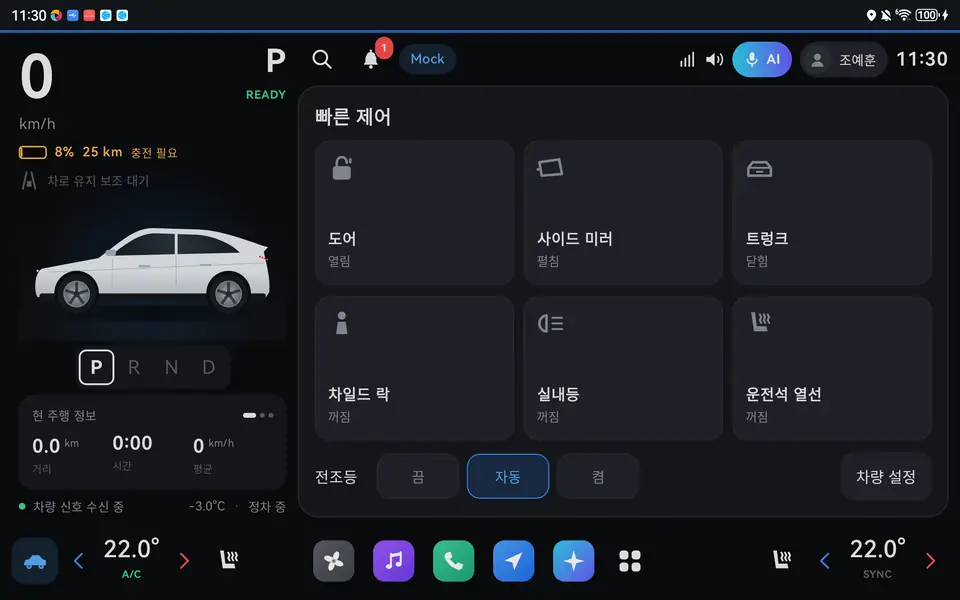 11:30
100
0
P
READY
km/h
8% 25 km 충전 필요
차로 유지 보조 대기
P R N D
현 주행 정보
0.0 km 0:00 0 km/h
거리 시간 평균
차량 신호 수신 중 -3.0°C · 정차 중
1
Mock
AI
조예훈
11:30
빠른 제어
도어
열림
사이드 미러
펼침
트렁크
닫힘
차일드 락
꺼짐
실내등
꺼짐
운전석 열선
꺼짐
전조등 끔 자동 켬 차량 설정
22.0°
A/C
22.0°
SYNC